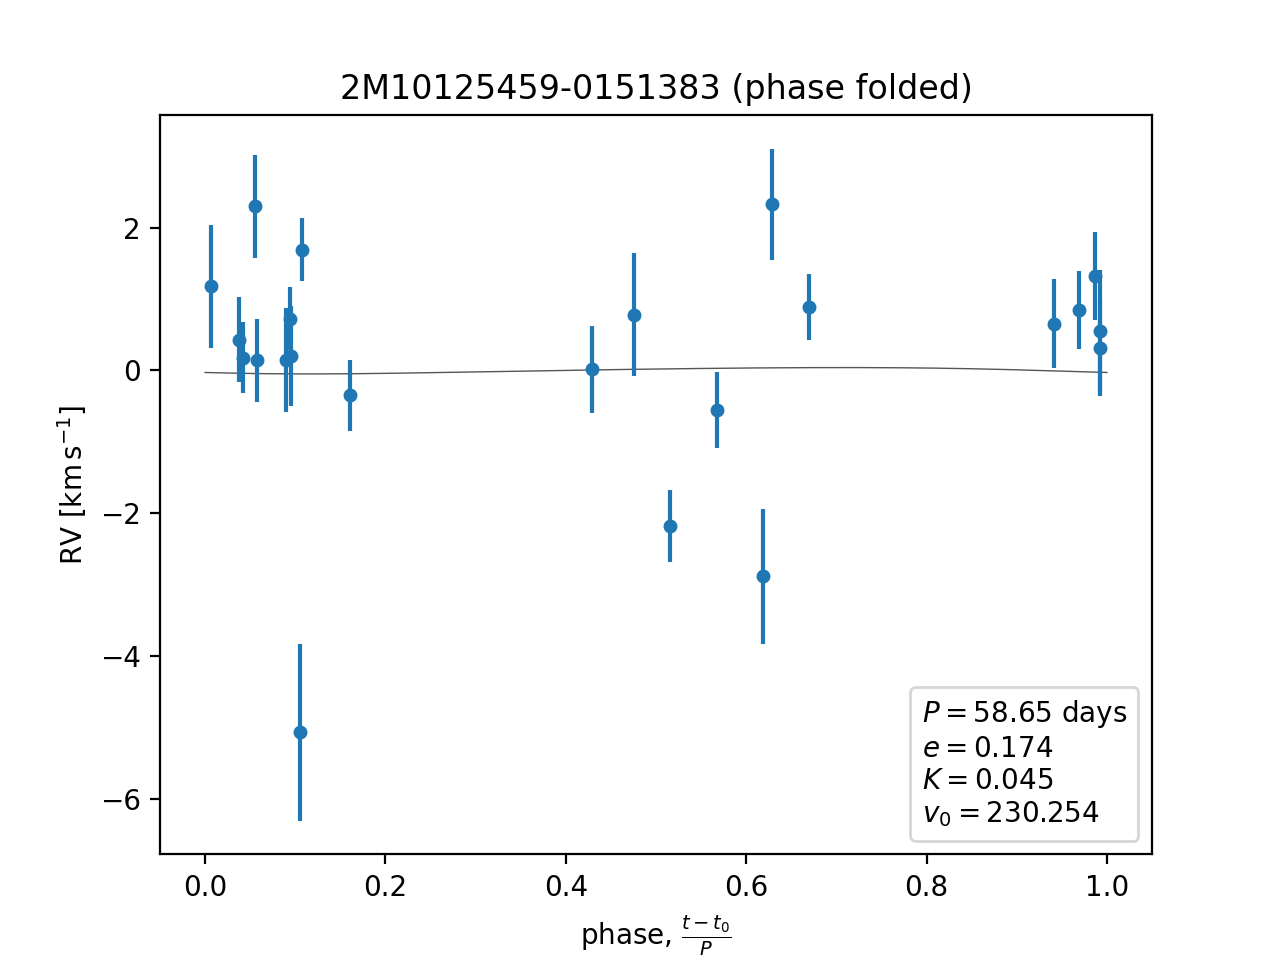 2M10125459-0151383 (phase folded)
RV [km s⁻¹]
2
0
−2
−4
−6
P = 58.65 days
e = 0.174
K = 0.045
v₀ = 230.254
0.0 0.2 0.4 0.6 0.8 1.0
phase, (t − t₀)/P